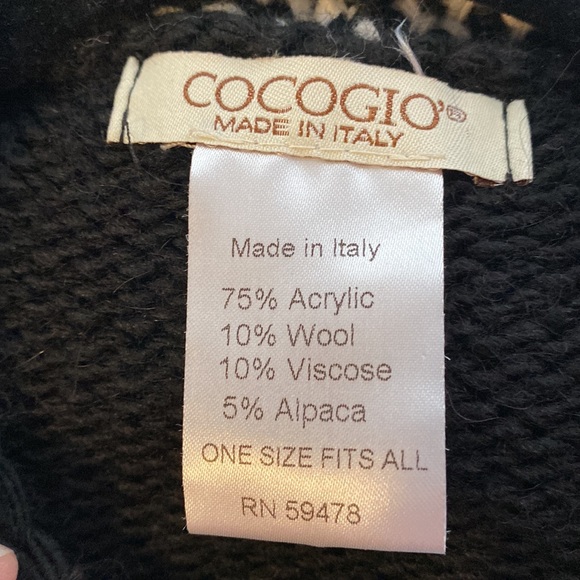 COCOGIO'®
MADE IN ITALY
Made in Italy
75% Acrylic
10% Wool
10% Viscose
5% Alpaca
ONE SIZE FITS ALL
RN 59478